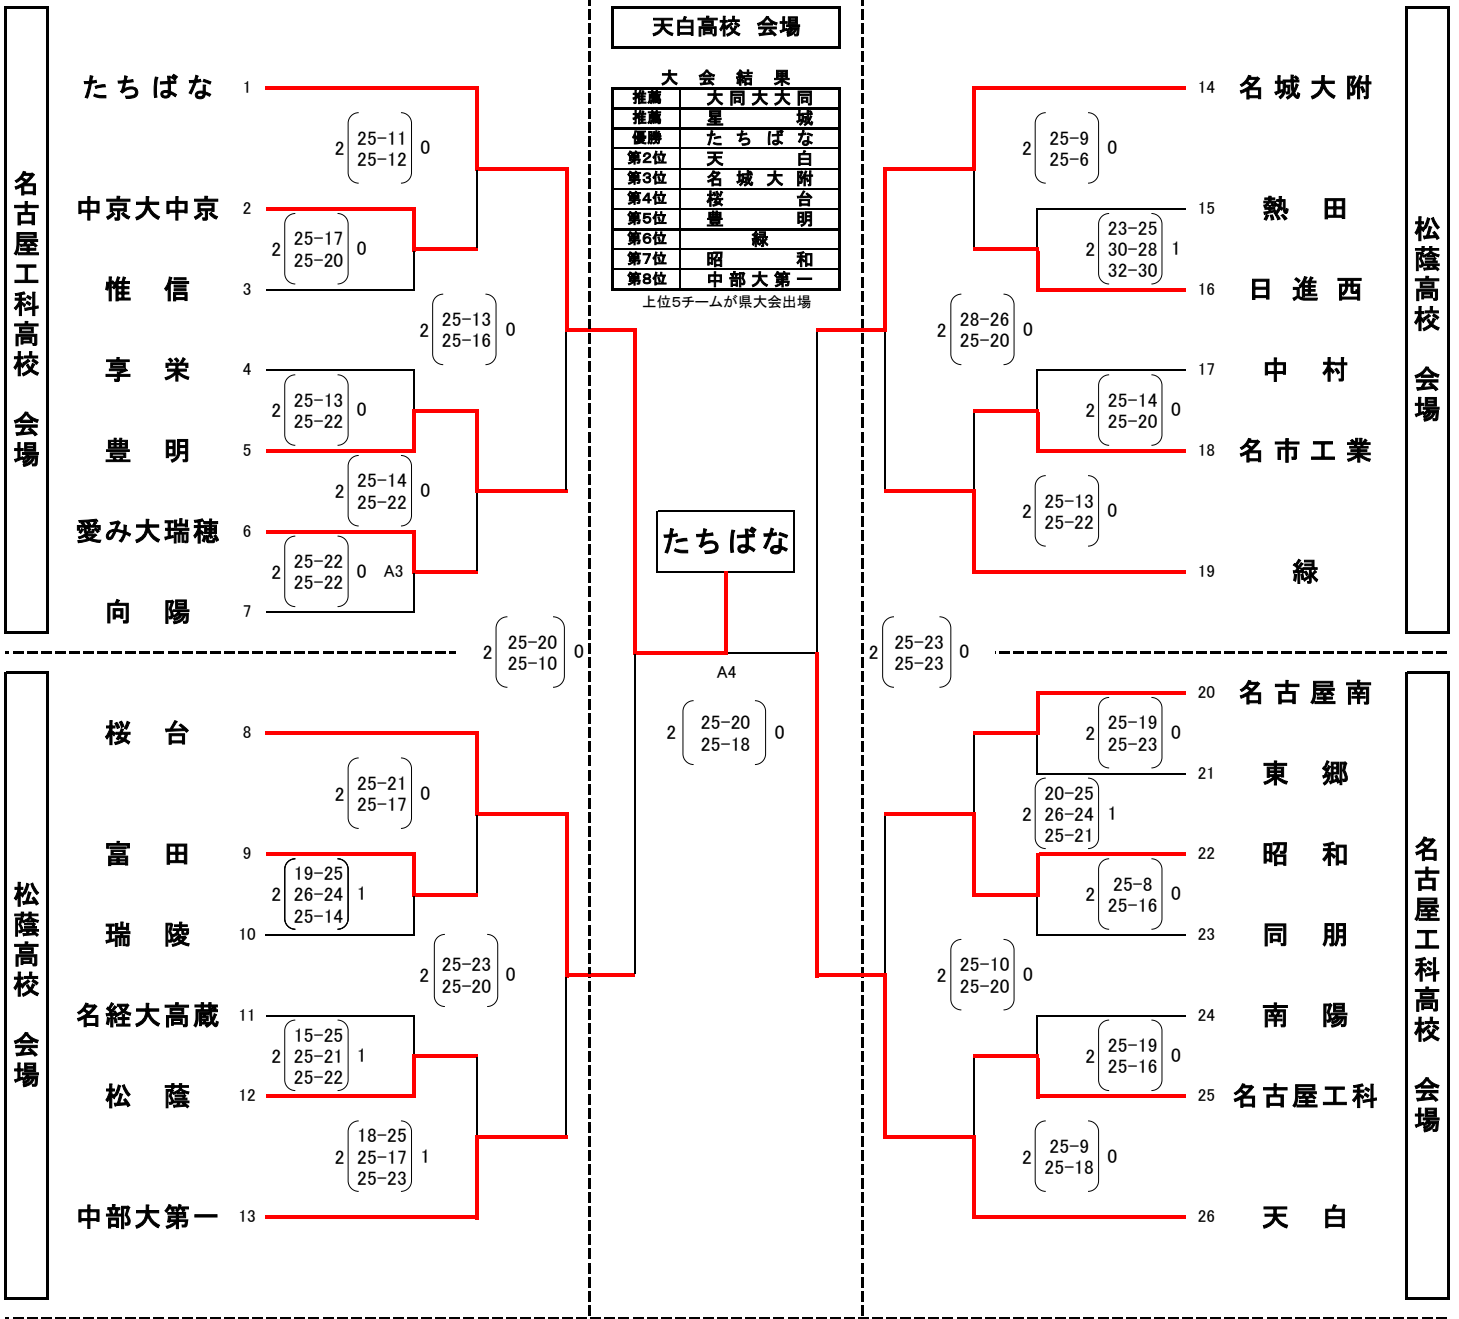 天白高校 会場
大会結果
推薦 大同大大同
推薦 星城
優勝 たちばな
第2位 天白
第3位 名城大附
第4位 桜台
第5位 豊明
第6位 緑
第7位 昭和
第8位 中部大第一
上位5チームが県大会出場
名古屋工科高校 会場
たちばな 1
2 25-11 0
25-12
中京大中京 2
2 25-17 0
25-20
惟信 3
2 25-13 0
25-16
享栄 4
2 25-13 0
25-22
豊明 5
2 25-14 0
25-22
愛み大瑞穂 6
2 25-22 0 A3
25-22
向陽 7
2 25-20 0
25-10
松蔭高校 会場
桜台 8
2 25-21 0
25-17
富田 9
19-25
2 26-24 1
25-14
瑞陵 10
2 25-23 0
25-20
名経大高蔵 11
15-25
2 25-21 1
25-22
松蔭 12
18-25
2 25-17 1
25-23
中部大第一 13
たちばな
A4
2 25-20 0
25-18
松蔭高校 会場
14 名城大附
2 25-9 0
25-6
15 熱田
23-25
2 30-28 1
32-30
16 日進西
2 28-26 0
25-20
17 中村
2 25-14 0
25-20
18 名市工業
2 25-13 0
25-22
19 緑
2 25-23 0
25-23
名古屋工科高校 会場
20 名古屋南
2 25-19 0
25-23
21 東郷
20-25
2 26-24 1
25-21
22 昭和
2 25-8 0
25-16
23 同朋
2 25-10 0
25-20
24 南陽
2 25-19 0
25-16
25 名古屋工科
2 25-9 0
25-18
26 天白